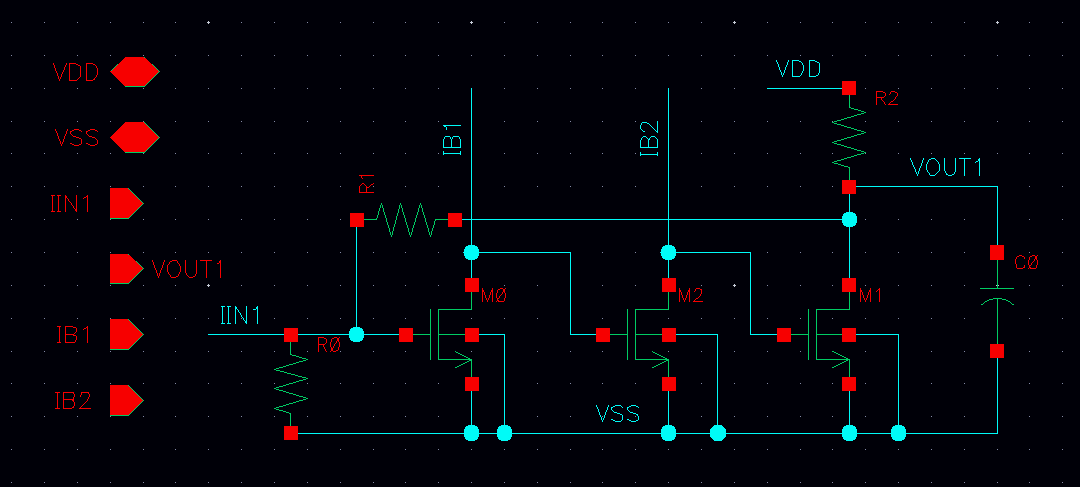 VDD
VSS
IIN1
VOUT1
IB1
IB2
VDD
R2
IB1
IB2
VOUT1
R1
C0
M0
M2
M1
IIN1
R0
VSS